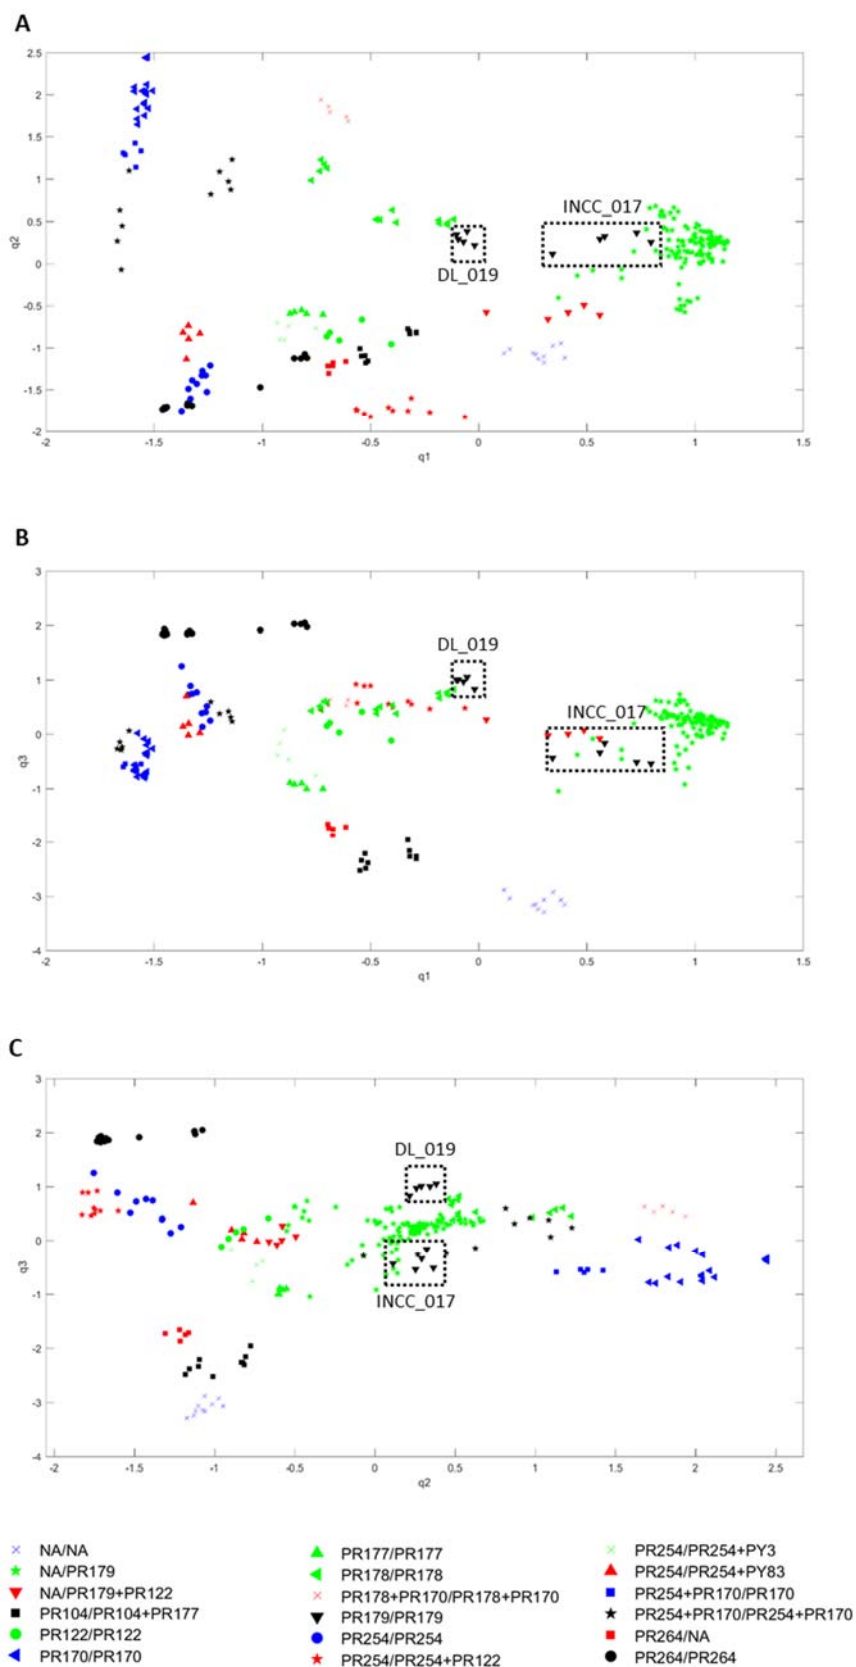 A
2.5
2
1.5
1
0.5
0
-0.5
-1
-1.5
-2
q2
INCC_017
DL_019
-2
-1.5
-1
-0.5
0
0.5
1
1.5
q1
B
3
2
1
0
-1
-2
-3
-4
q3
DL_019
INCC_017
-2
-1.5
-1
-0.5
0
0.5
1
1.5
q1
C
3
2
1
0
-1
-2
-3
-4
q3
DL_019
INCC_017
-2
-1.5
-1
-0.5
0
0.5
1
1.5
2
2.5
q2
NA/NA
NA/PR179
NA/PR179+PR122
PR104/PR104+PR177
PR122/PR122
PR170/PR170
PR177/PR177
PR178/PR178
PR178+PR170/PR178+PR170
PR179/PR179
PR254/PR254
PR254/PR254+PR122
PR254/PR254+PY3
PR254/PR254+PY83
PR254+PR170/PR170
PR254+PR170/PR254+PR170
PR264/NA
PR264/PR264